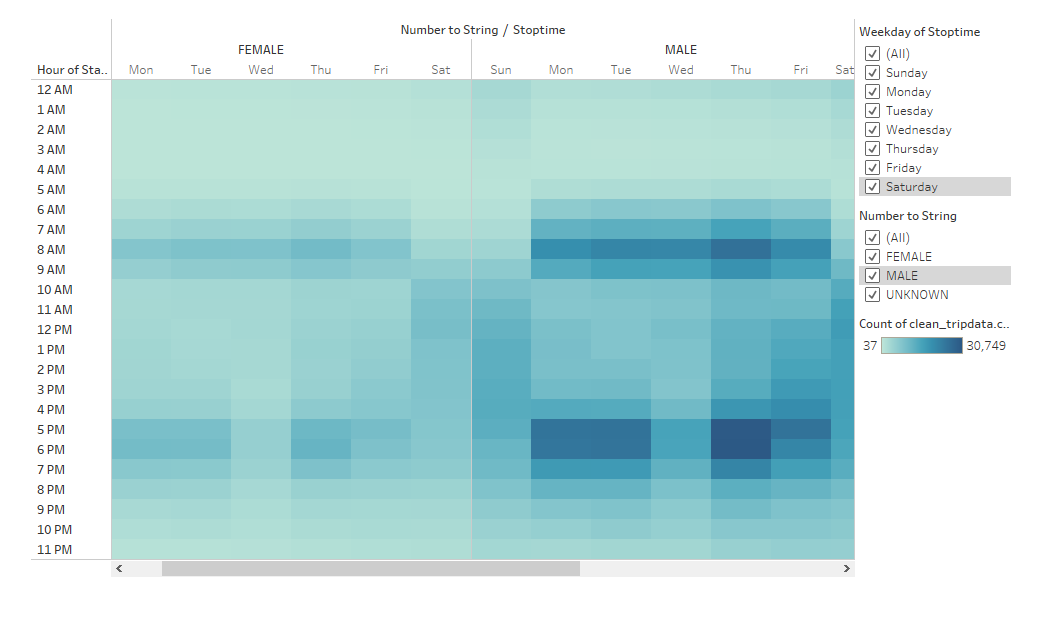 Number to String / Stoptime
FEMALE MALE
Hour of Sta.. Mon Tue Wed Thu Fri Sat Sun Mon Tue Wed Thu Fri Sat
12 AM
1 AM
2 AM
3 AM
4 AM
5 AM
6 AM
7 AM
8 AM
9 AM
10 AM
11 AM
12 PM
1 PM
2 PM
3 PM
4 PM
5 PM
6 PM
7 PM
8 PM
9 PM
10 PM
11 PM
Weekday of Stoptime
(All)
Sunday
Monday
Tuesday
Wednesday
Thursday
Friday
Saturday
Number to String
(All)
FEMALE
MALE
UNKNOWN
Count of clean_tripdata.c..
37 30,749